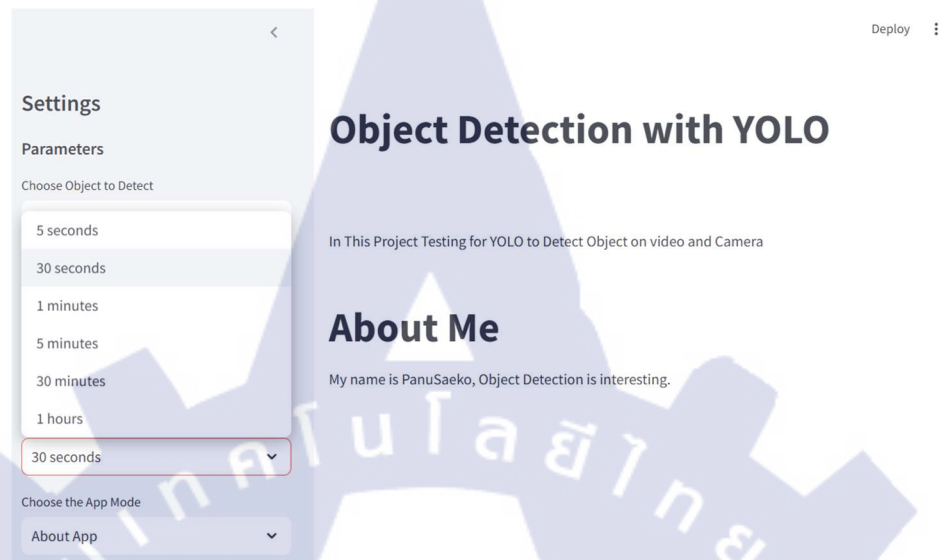 Deploy
Settings
Parameters
Choose Object to Detect
5 seconds
30 seconds
1 minutes
5 minutes
30 minutes
1 hours
30 seconds
Choose the App Mode
About App
Object Detection with YOLO
In This Project Testing for YOLO to Detect Object on video and Camera
About Me
My name is PanuSaeko, Object Detection is interesting.